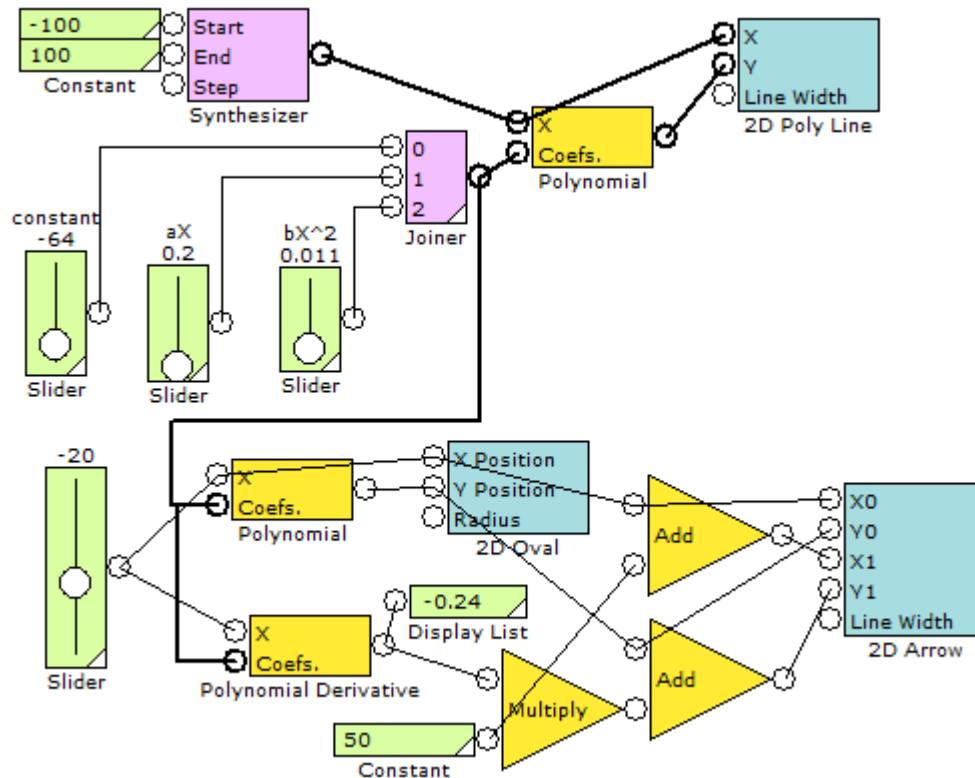 -100
Start
100
End
Constant
Step
Synthesizer
X
Y
Line Width
2D Poly Line
X
Coefs.
Polynomial
0
1
2
Joiner
constant
-64
Slider
aX
0.2
Slider
bX^2
0.011
Slider
-20
Slider
X
Coefs.
Polynomial
X Position
Y Position
Radius
2D Oval
Add
X0
Y0
X1
Y1
Line Width
2D Arrow
X
Coefs.
Polynomial Derivative
-0.24
Display List
Multiply
Add
50
Constant